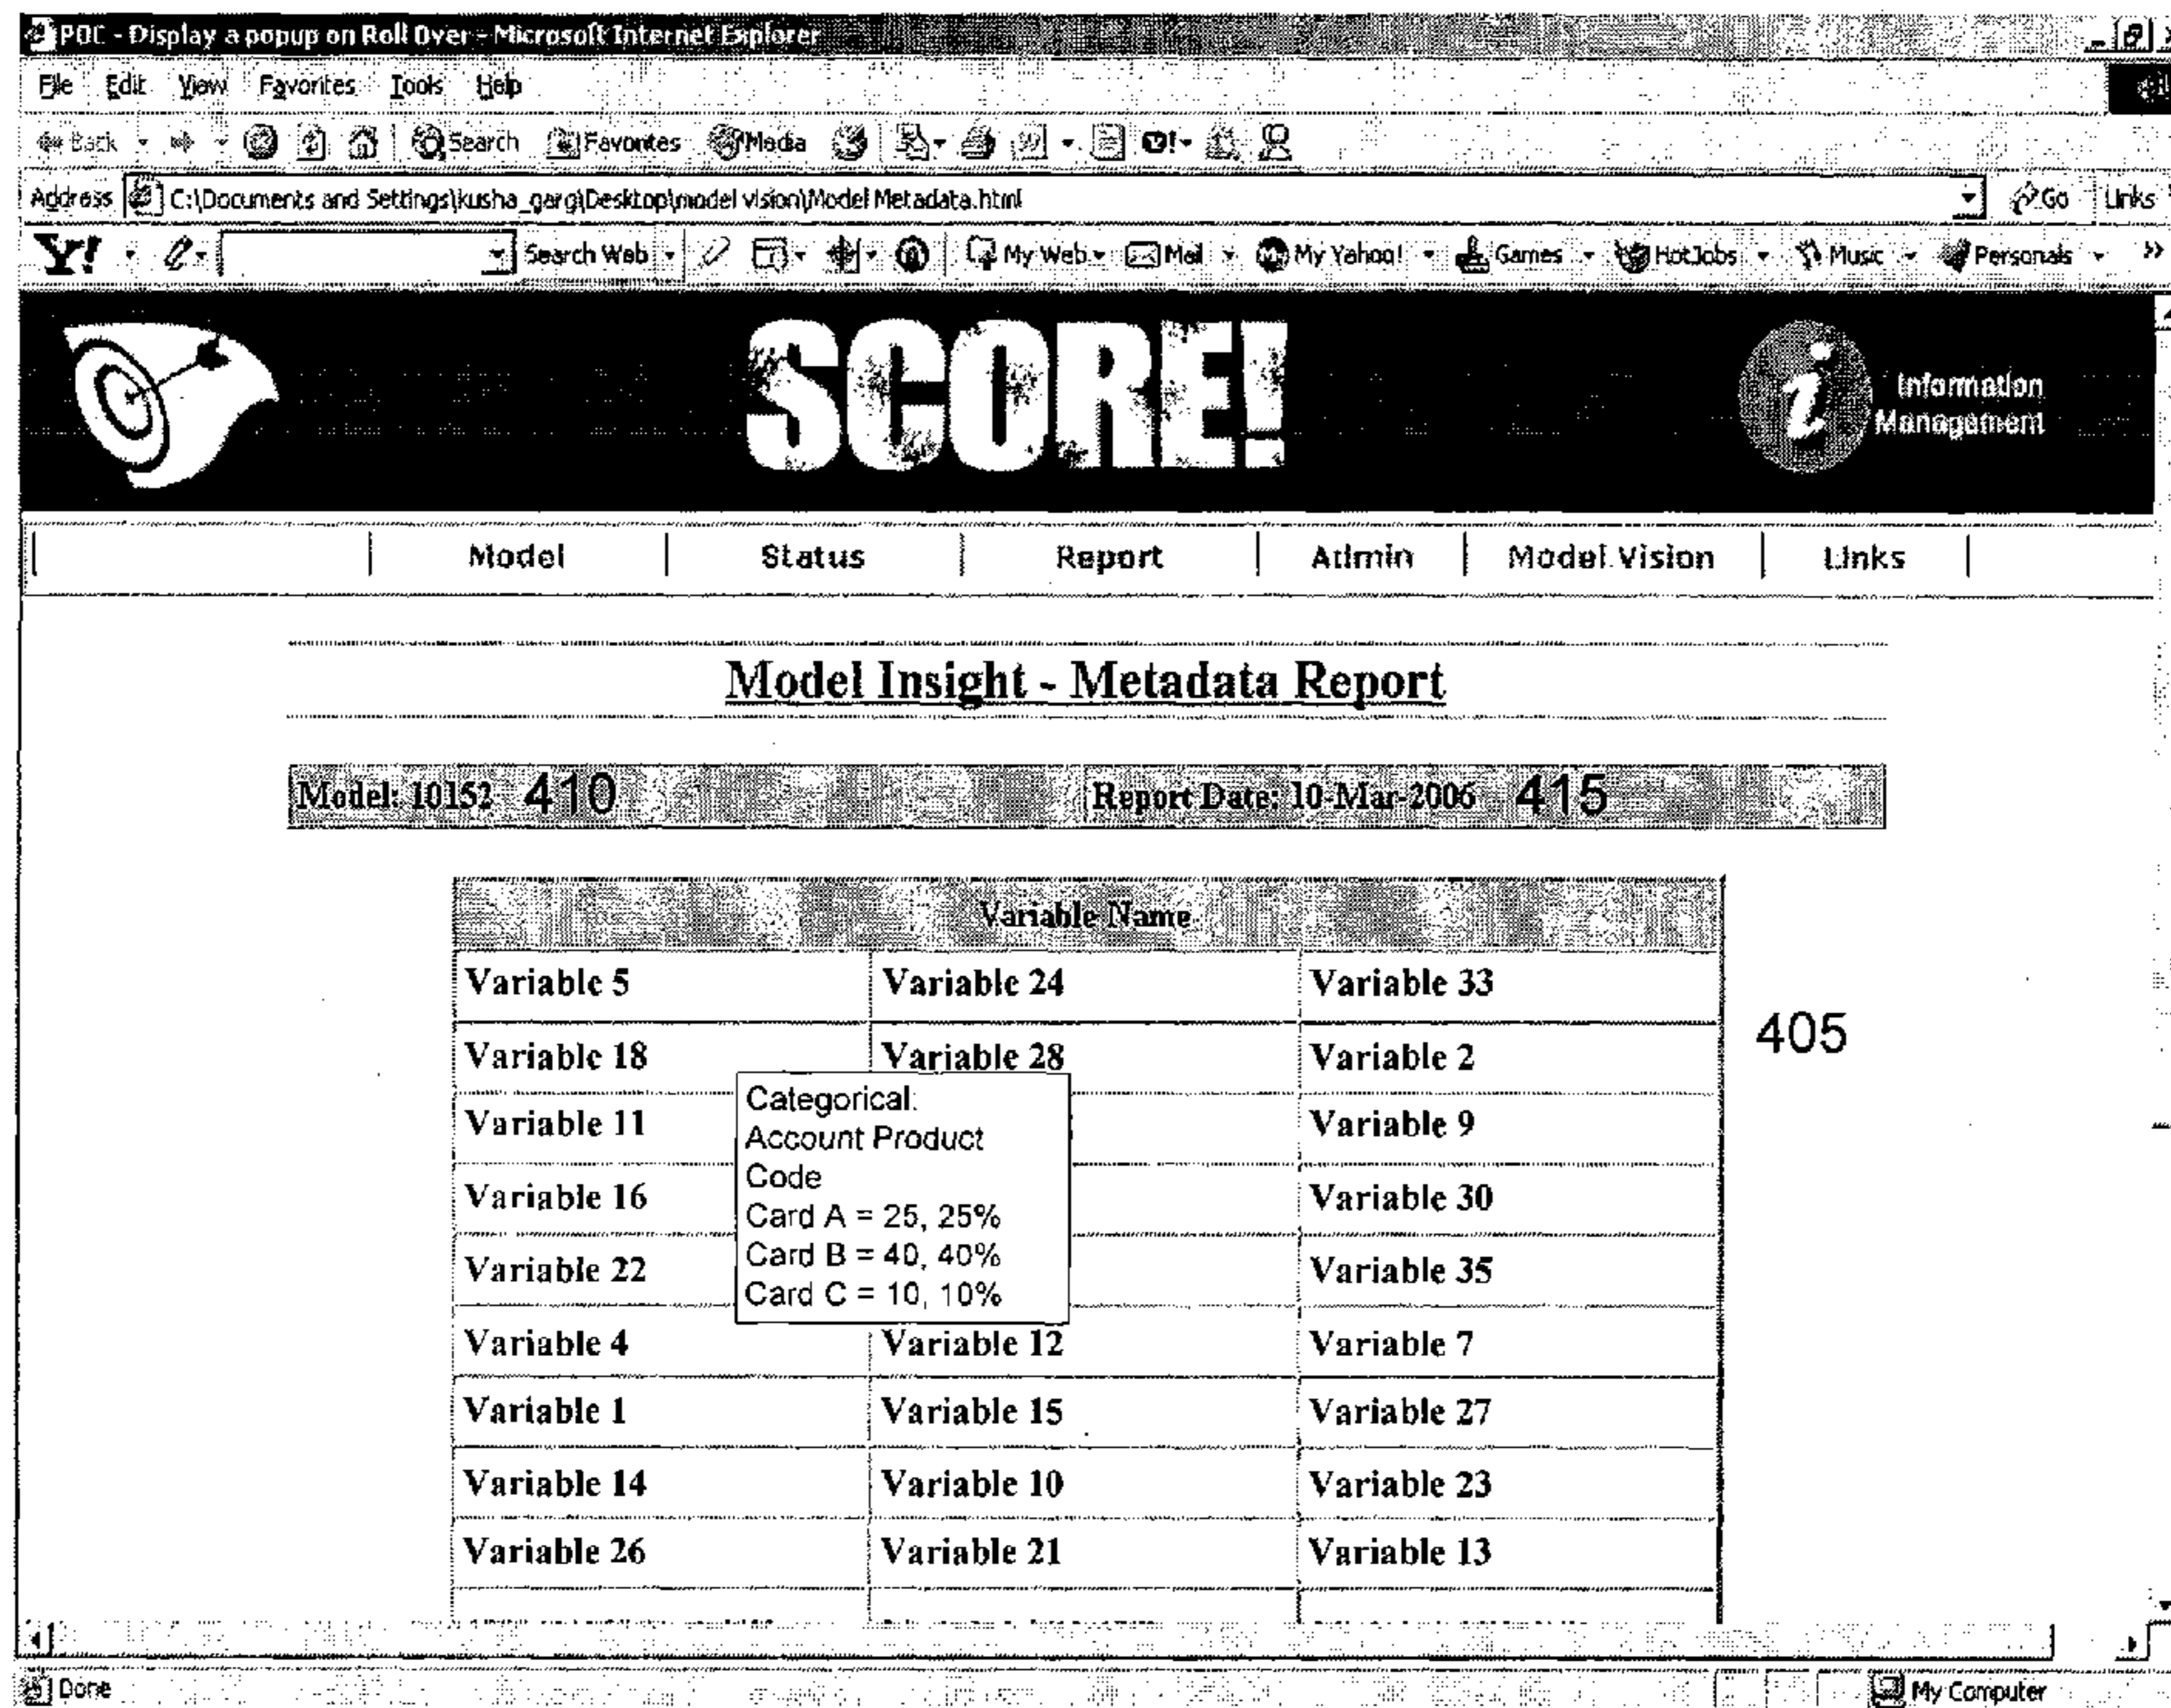 POC - Display a popup on Roll Over - Microsoft Internet Explorer
File Edit View Favorites Tools Help
Back Search Favorites Media
Address C:\Documents and Settings\kusha_garg\Desktop\model vision\Model Metadata.html Go Links
Y! Search Web My Web Mail My Yahoo! Games HotJobs Music Personals »
SCORE!
i Information
Management
Model Status Report Admin Model Vision Links
Model Insight - Metadata Report
Model: 10152 410 Report Date: 10-Mar-2006 415
Variable Name
Variable 5 Variable 24 Variable 33
405
Variable 18 Variable 28 Variable 2
Variable 11 Variable 9
Variable 16 Variable 30
Variable 22 Variable 35
Categorical:
Account Product
Code
Card A = 25, 25%
Card B = 40, 40%
Card C = 10, 10%
Variable 4 Variable 12 Variable 7
Variable 1 Variable 15 Variable 27
Variable 14 Variable 10 Variable 23
Variable 26 Variable 21 Variable 13
Done My Computer